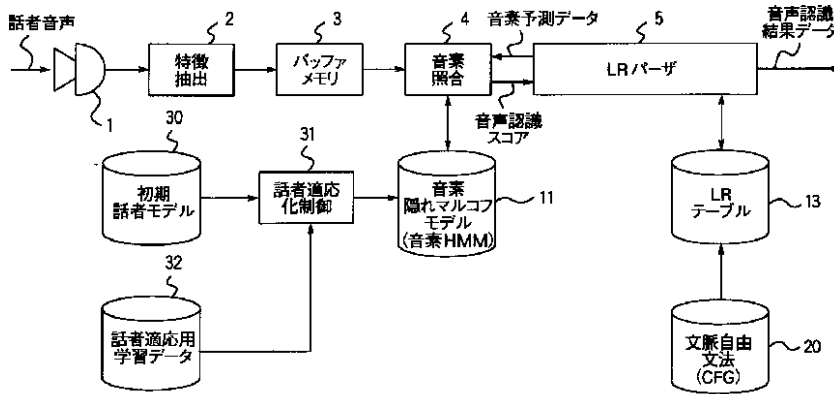 話者音声
1
2
特徴
抽出
3
バッファ
メモリ
4
音素
照合
音素予測データ
音声認識
スコア
5
LRパーザ
音声認識
結果データ
30
初期
話者モデル
31
話者適応
化制御
音素
隠れマルコフ
モデル
(音素HMM)
11
LR
テーブル
13
32
話者適応用
学習データ
文脈自由
文法
(CFG)
20